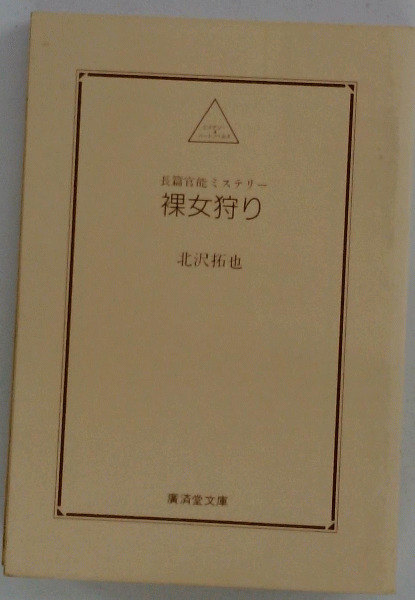 長篇官能ミステリー
裸女狩り
北沢拓也
廣済堂文庫